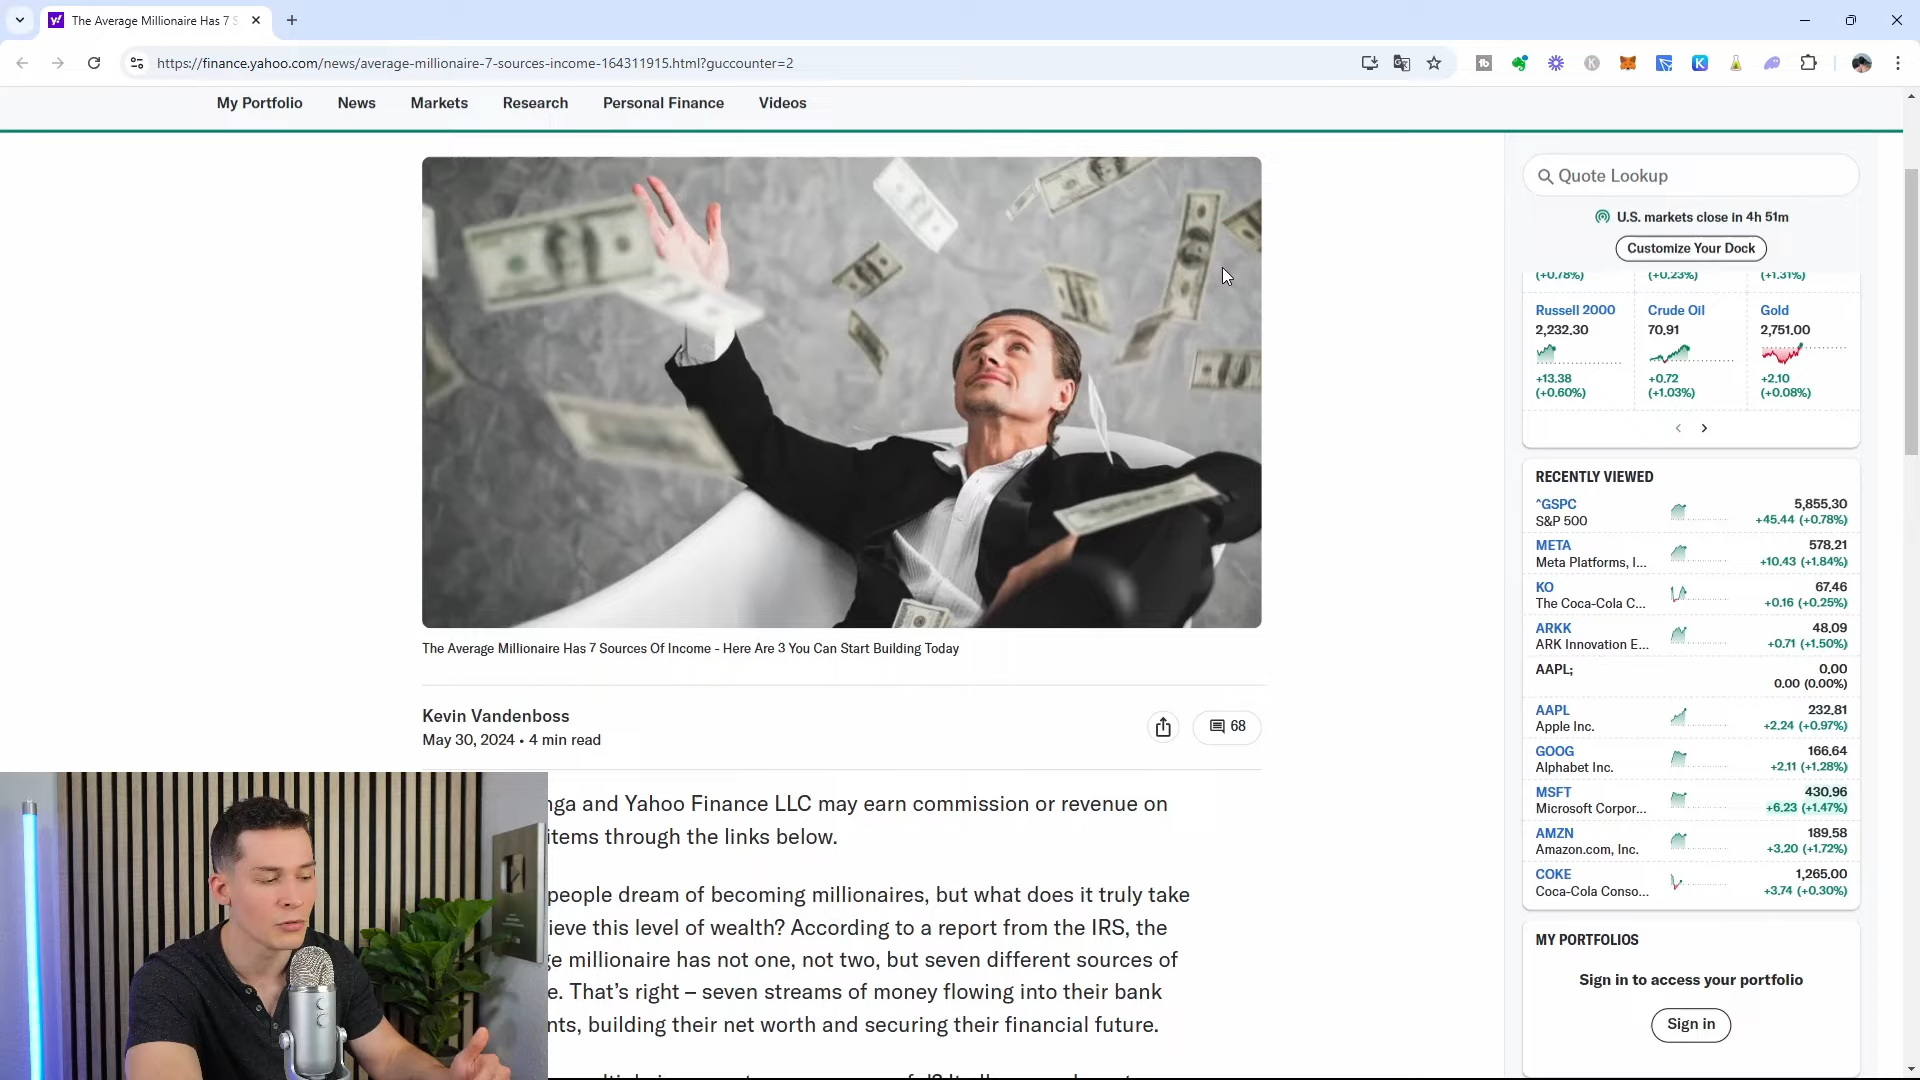 The Average Millionaire Has 7 S
https://finance.yahoo.com/news/average-millionaire-7-sources-income-164311915.html?guccounter=2
My Portfolio News Markets Research Personal Finance Videos
Quote Lookup
U.S. markets close in 4h 51m
Customize Your Dock
(+0.78%) (+0.23%) (+1.31%)
Russell 2000 Crude Oil Gold
2,232.30 70.91 2,751.00
+13.38 +0.72 +2.10
(+0.60%) (+1.03%) (+0.08%)
The Average Millionaire Has 7 Sources Of Income - Here Are 3 You Can Start Building Today
Kevin Vandenboss
May 30, 2024 • 4 min read
68
nga and Yahoo Finance LLC may earn commission or revenue on
items through the links below.
people dream of becoming millionaires, but what does it truly take
ieve this level of wealth? According to a report from the IRS, the
ge millionaire has not one, not two, but seven different sources of
e. That's right – seven streams of money flowing into their bank
nts, building their net worth and securing their financial future.
RECENTLY VIEWED
^GSPC 5,855.30
S&P 500 +45.44 (+0.78%)
META 578.21
Meta Platforms, I... +10.43 (+1.84%)
KO 67.46
The Coca-Cola C... +0.16 (+0.25%)
ARKK 48.09
ARK Innovation E... +0.71 (+1.50%)
AAPL; 0.00
0.00 (0.00%)
AAPL 232.81
Apple Inc. +2.24 (+0.97%)
GOOG 166.64
Alphabet Inc. +2.11 (+1.28%)
MSFT 430.96
Microsoft Corpor... +6.23 (+1.47%)
AMZN 189.58
Amazon.com, Inc. +3.20 (+1.72%)
COKE 1,265.00
Coca-Cola Conso... +3.74 (+0.30%)
MY PORTFOLIOS
Sign in to access your portfolio
Sign in